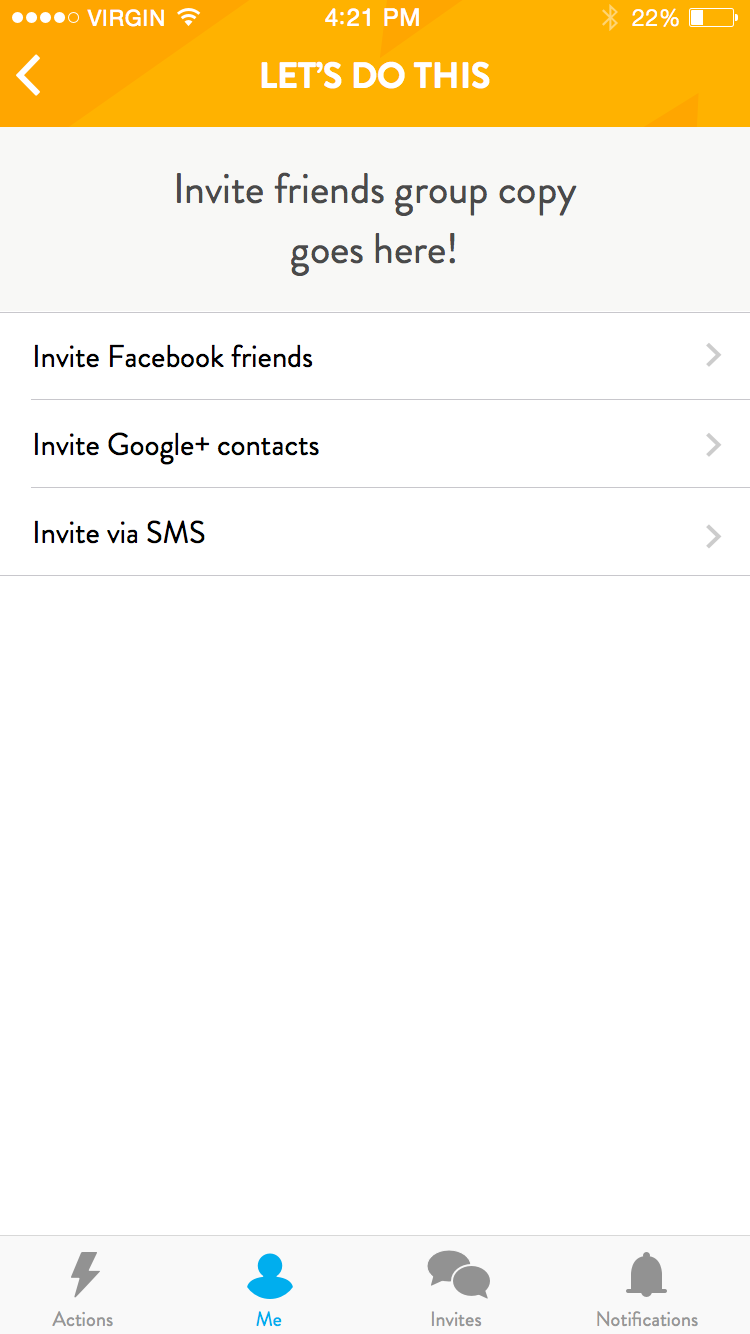 VIRGIN 4:21 PM 22%
LET'S DO THIS
Invite friends group copy
goes here!
Invite Facebook friends
Invite Google+ contacts
Invite via SMS
Actions Me Invites Notifications